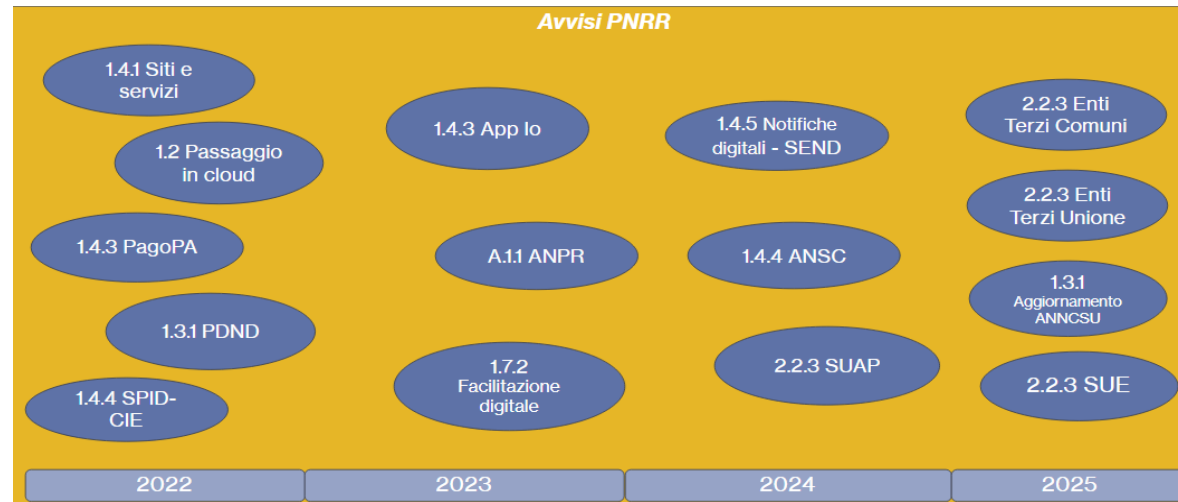 Avvisi PNRR
1.4.1 Siti e
servizi
1.2 Passaggio
in cloud
1.4.3 PagoPA
1.3.1 PDND
1.4.4 SPID-
CIE
1.4.3 App Io
A.1.1 ANPR
1.7.2
Facilitazione
digitale
1.4.5 Notifiche
digitali - SEND
1.4.4 ANSC
2.2.3 SUAP
2.2.3 Enti
Terzi Comuni
2.2.3 Enti
Terzi Unione
1.3.1
Aggiornamento
ANNCSU
2.2.3 SUE
2022
2023
2024
2025